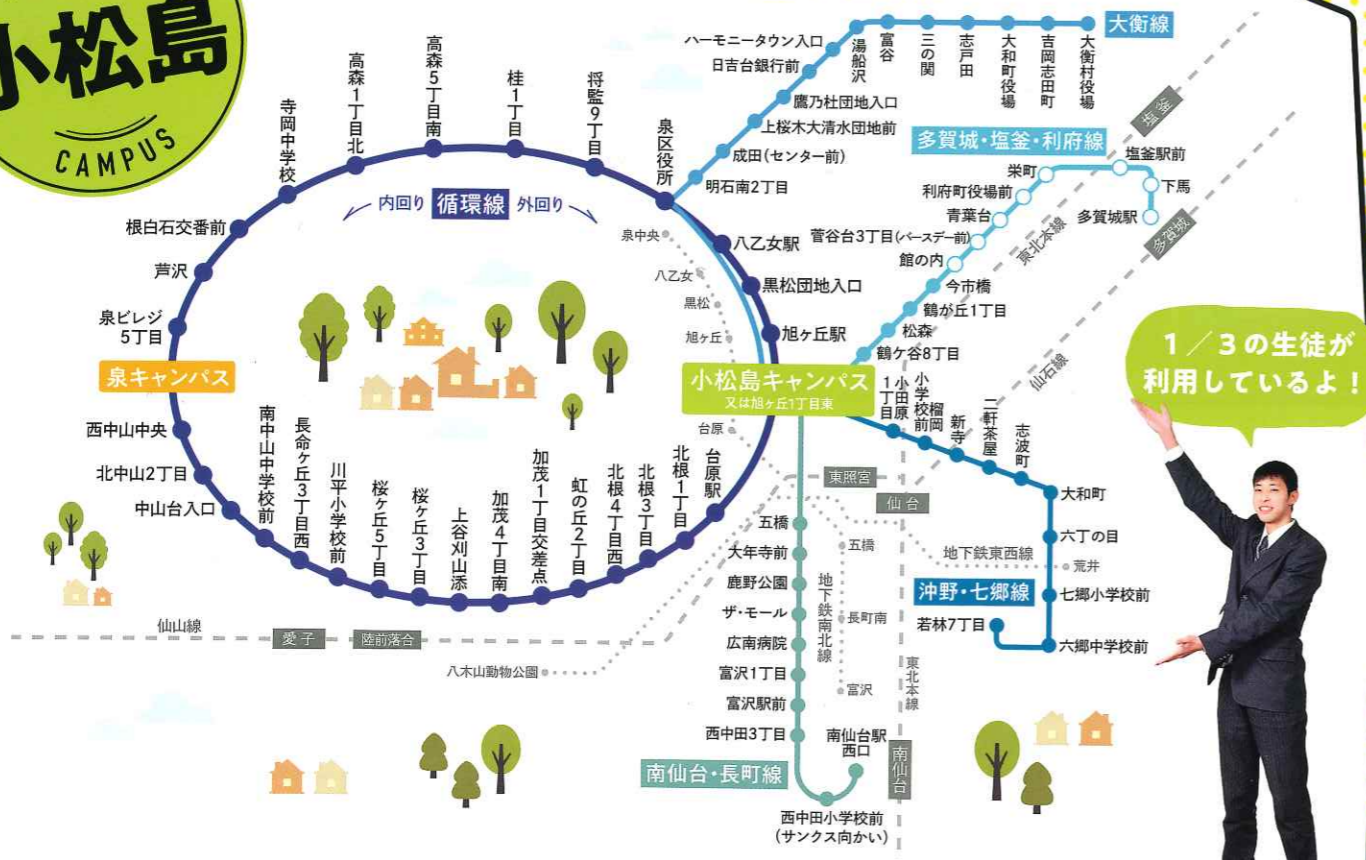 小松島
CAMPUS
大衡線
ハーモニータウン入口
日吉台銀行前
湯船沢
富谷
三の関
志戸田
大和町役場
吉岡志田町
大衡村役場
鷹乃杜団地入口
上桜木大清水団地前
成田(センター前)
明石南2丁目
多賀城・塩釜・利府線
塩釜
塩釜駅前
下馬
多賀城駅
多賀城
栄町
利府町役場前
青葉台
菅谷台3丁目(バースデー前)
館の内
今市橋
鶴が丘1丁目
松森
鶴ケ谷8丁目
東北本線
仙石線
寺岡中学校
高森1丁目北
高森5丁目南
桂1丁目
将監9丁目
泉区役所
内回り
循環線
外回り
根白石交番前
芦沢
泉ビレジ
5丁目
泉キャンパス
西中山中央
北中山2丁目
中山台入口
泉中央
八乙女
黒松
旭ヶ丘
台原
八乙女駅
黒松団地入口
旭ヶ丘駅
小松島キャンパス
又は旭ヶ丘1丁目東
南中山中学校前
長命ヶ丘3丁目西
川平小学校前
桜ヶ丘5丁目
桜ヶ丘3丁目
上谷刈山添
加茂4丁目南
加茂1丁目交差点
虹の丘2丁目
北根4丁目西
北根3丁目
北根1丁目
台原駅
小田原
1丁目
榴岡
小学校前
新寺
二軒茶屋
志波町
大和町
六丁の目
七郷小学校前
六郷中学校前
若林7丁目
沖野・七郷線
東照宮
仙台
地下鉄東西線
荒井
五橋
大年寺前
鹿野公園
ザ・モール
広南病院
富沢1丁目
富沢駅前
西中田3丁目
地下鉄南北線
五橋
長町南
富沢
東北本線
南仙台
南仙台駅
西口
南仙台・長町線
西中田小学校前
(サンクス向かい)
仙山線
愛子
陸前落合
八木山動物公園
1/3の生徒が
利用しているよ!